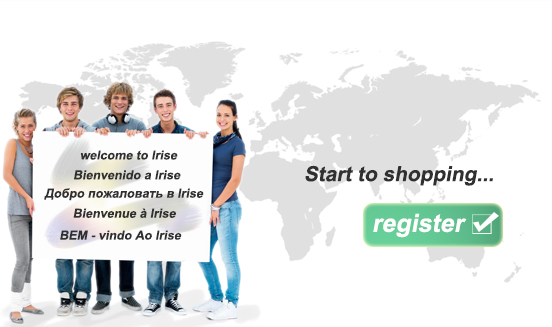 welcome to Irise
Bienvenido a Irise
Добро пожаловать в Irise
Bienvenue à Irise
BEM - vindo Ao Irise
Start to shopping...
register